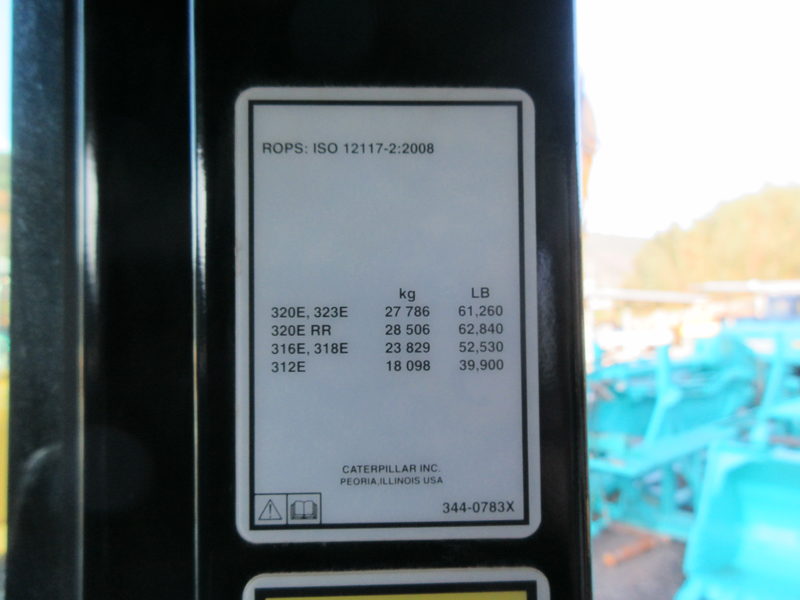 ROPS: ISO 12117-2:2008
kg LB
320E, 323E 27 786 61,260
320E RR 28 506 62,840
316E, 318E 23 829 52,530
312E 18 098 39,900
CATERPILLAR INC.
PEORIA, ILLINOIS USA
344-0783X